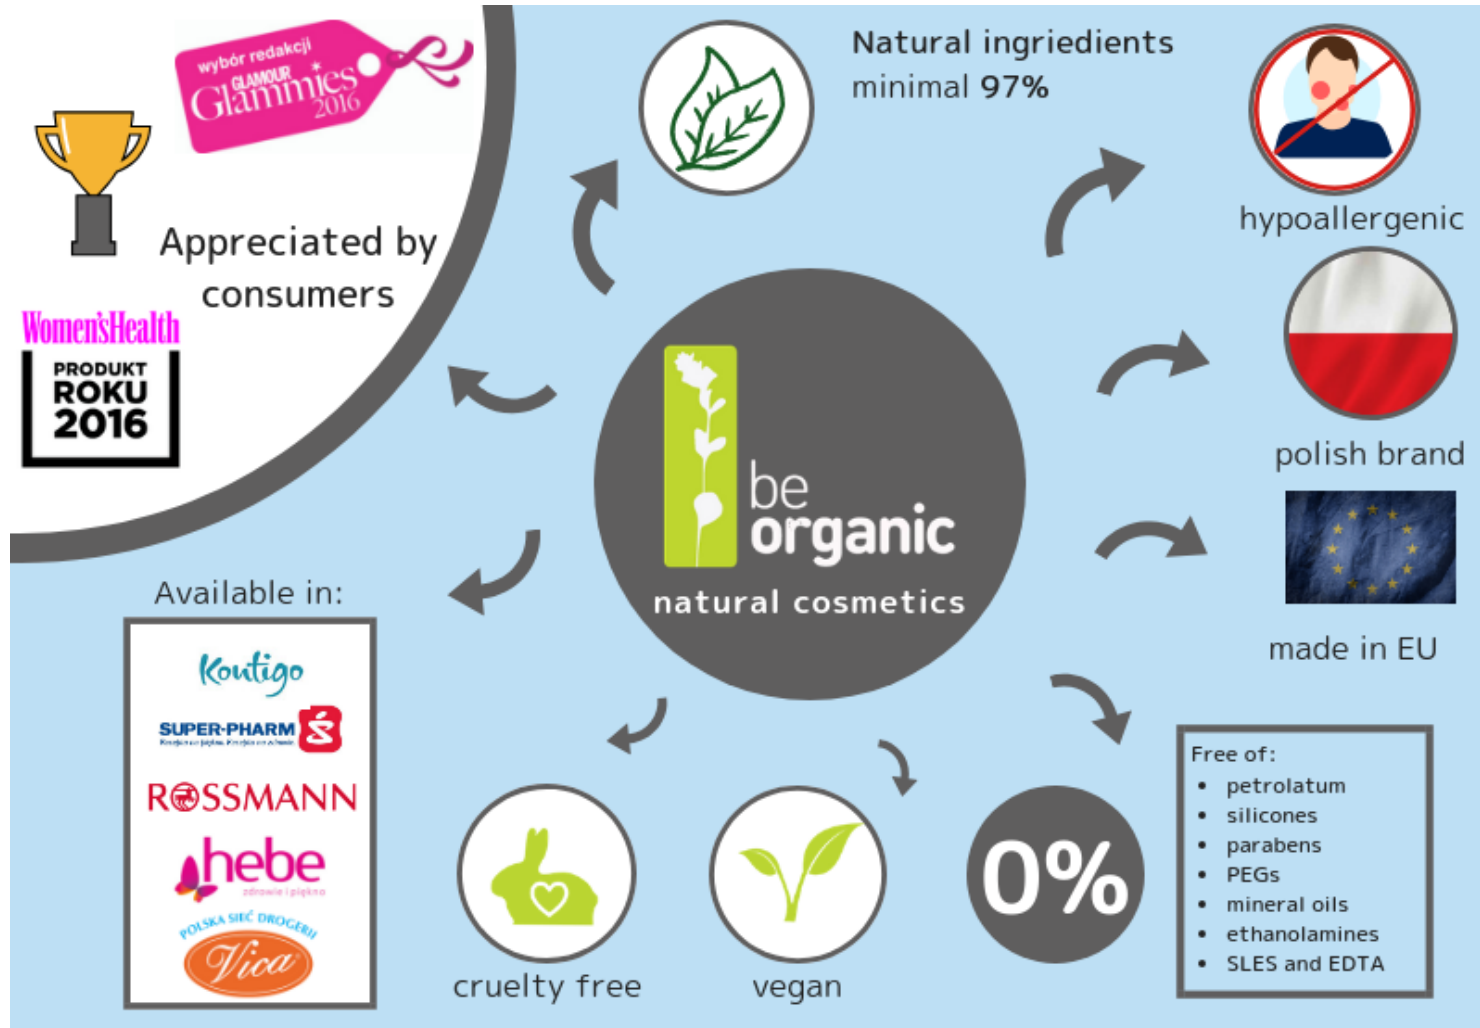 wybór redakcji
GLAMOUR
Glammies
2016
Appreciated by
consumers
Women'sHealth
PRODUKT
ROKU
2016
Natural ingriedients
minimal 97%
hypoallergenic
polish brand
made in EU
be
organic
natural cosmetics
Available in:
Kontigo
SUPER-PHARM
ROSSMANN
hebe
zdrowie i piękno
POLSKA SIEĆ DROGERII
Vica
cruelty free
vegan
0%
Free of:
• petrolatum
• silicones
• parabens
• PEGs
• mineral oils
• ethanolamines
• SLES and EDTA